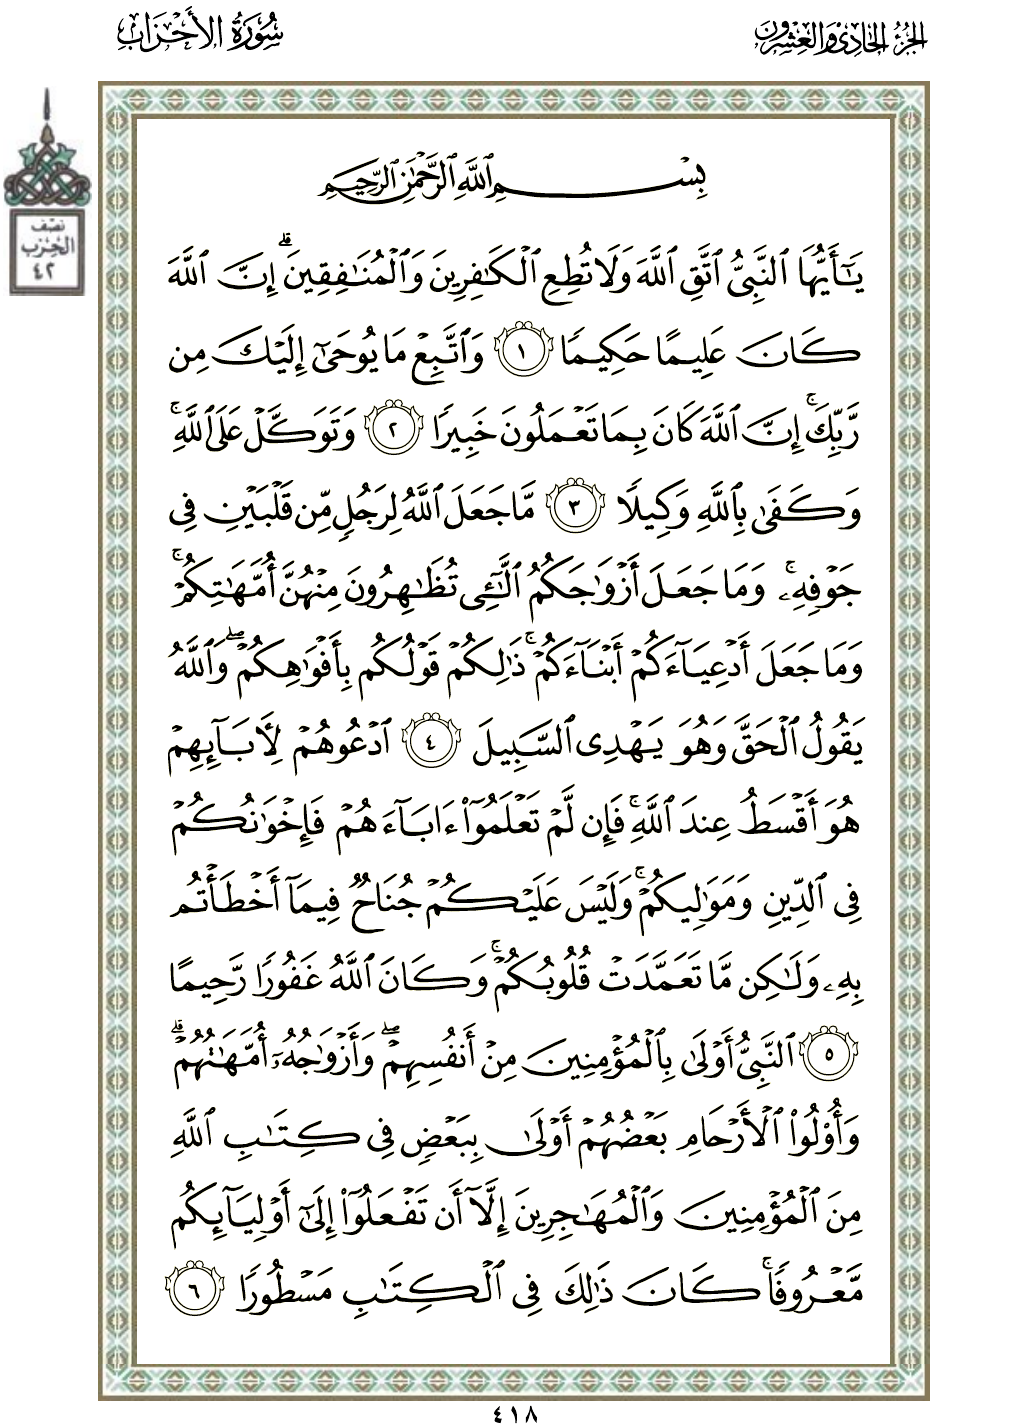 الجزء الحادي والعشرون
سورة الأحزاب
نصف
الحزب
٤٢
بِسْمِ ٱللَّهِ ٱلرَّحْمَٰنِ ٱلرَّحِيمِ
يَٰٓأَيُّهَا ٱلنَّبِىُّ ٱتَّقِ ٱللَّهَ وَلَا تُطِعِ ٱلْكَٰفِرِينَ وَٱلْمُنَٰفِقِينَ ۗ إِنَّ ٱللَّهَ
كَانَ عَلِيمًا حَكِيمًا ١ وَٱتَّبِعْ مَا يُوحَىٰٓ إِلَيْكَ مِن
رَّبِّكَ ۚ إِنَّ ٱللَّهَ كَانَ بِمَا تَعْمَلُونَ خَبِيرًا ٢ وَتَوَكَّلْ عَلَى ٱللَّهِ ۚ
وَكَفَىٰ بِٱللَّهِ وَكِيلًا ٣ مَّا جَعَلَ ٱللَّهُ لِرَجُلٍ مِّن قَلْبَيْنِ فِى
جَوْفِهِۦ ۚ وَمَا جَعَلَ أَزْوَٰجَكُمُ ٱلَّٰٓـِٔى تُظَٰهِرُونَ مِنْهُنَّ أُمَّهَٰتِكُمْ ۚ
وَمَا جَعَلَ أَدْعِيَآءَكُمْ أَبْنَآءَكُمْ ۚ ذَٰلِكُمْ قَوْلُكُم بِأَفْوَٰهِكُمْ ۖ وَٱللَّهُ
يَقُولُ ٱلْحَقَّ وَهُوَ يَهْدِى ٱلسَّبِيلَ ٤ ٱدْعُوهُمْ لِءَابَآئِهِمْ
هُوَ أَقْسَطُ عِندَ ٱللَّهِ ۚ فَإِن لَّمْ تَعْلَمُوٓا۟ ءَابَآءَهُمْ فَإِخْوَٰنُكُمْ
فِى ٱلدِّينِ وَمَوَٰلِيكُمْ ۚ وَلَيْسَ عَلَيْكُمْ جُنَاحٌ فِيمَآ أَخْطَأْتُم
بِهِۦ وَلَٰكِن مَّا تَعَمَّدَتْ قُلُوبُكُمْ ۚ وَكَانَ ٱللَّهُ غَفُورًا رَّحِيمًا
٥ ٱلنَّبِىُّ أَوْلَىٰ بِٱلْمُؤْمِنِينَ مِنْ أَنفُسِهِمْ ۖ وَأَزْوَٰجُهُۥٓ أُمَّهَٰتُهُمْ ۗ
وَأُو۟لُوا۟ ٱلْأَرْحَامِ بَعْضُهُمْ أَوْلَىٰ بِبَعْضٍ فِى كِتَٰبِ ٱللَّهِ
مِنَ ٱلْمُؤْمِنِينَ وَٱلْمُهَٰجِرِينَ إِلَّآ أَن تَفْعَلُوٓا۟ إِلَىٰٓ أَوْلِيَآئِكُم
مَّعْرُوفًا ۚ كَانَ ذَٰلِكَ فِى ٱلْكِتَٰبِ مَسْطُورًا ٦
٤١٨